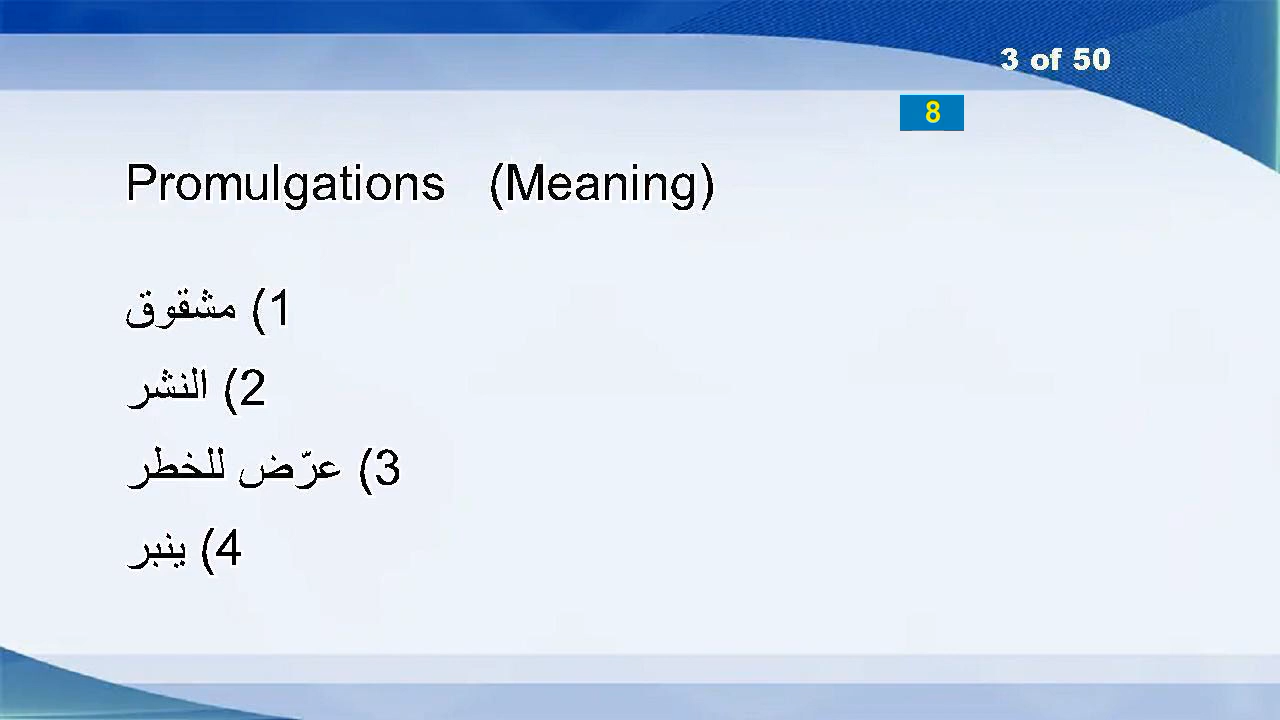 3 of 50
8
Promulgations (Meaning)
1) مشقوق
2) النشر
3) عرّض للخطر
4) ينبر